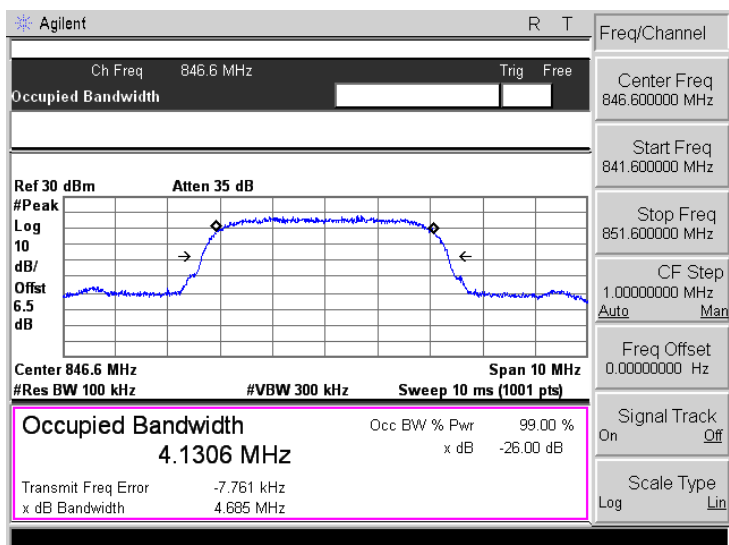 Agilent R T
Ch Freq 846.6 MHz Trig Free
Occupied Bandwidth
Ref 30 dBm Atten 35 dB
#Peak
Log
10
dB/
Offst
6.5
dB
Center 846.6 MHz Span 10 MHz
#Res BW 100 kHz #VBW 300 kHz Sweep 10 ms (1001 pts)
Occupied Bandwidth Occ BW % Pwr 99.00 %
4.1306 MHz x dB -26.00 dB
Transmit Freq Error -7.761 kHz
x dB Bandwidth 4.685 MHz
Freq/Channel
Center Freq
846.600000 MHz
Start Freq
841.600000 MHz
Stop Freq
851.600000 MHz
CF Step
1.00000000 MHz
Auto Man
Freq Offset
0.00000000 Hz
Signal Track
On Off
Scale Type
Log Lin